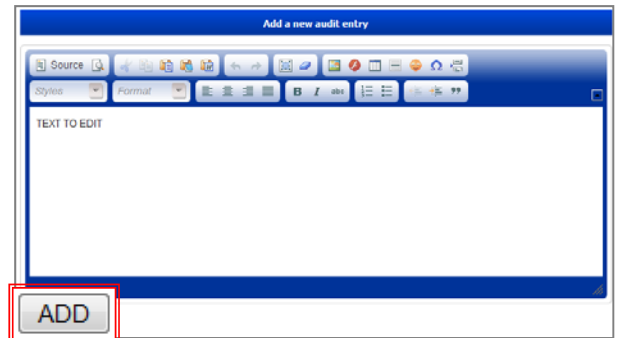 Add a new audit entry
Source
Styles Format B I abc
TEXT TO EDIT
ADD